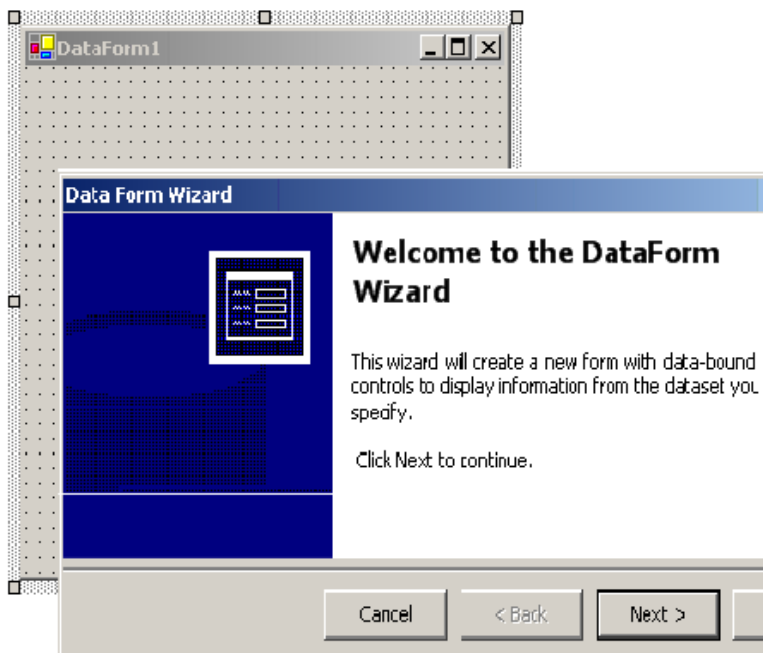 DataForm1
Data Form Wizard
Welcome to the DataForm
Wizard
This wizard will create a new form with data-bound
controls to display information from the dataset you
specify.
Click Next to continue.
Cancel
< Back
Next >